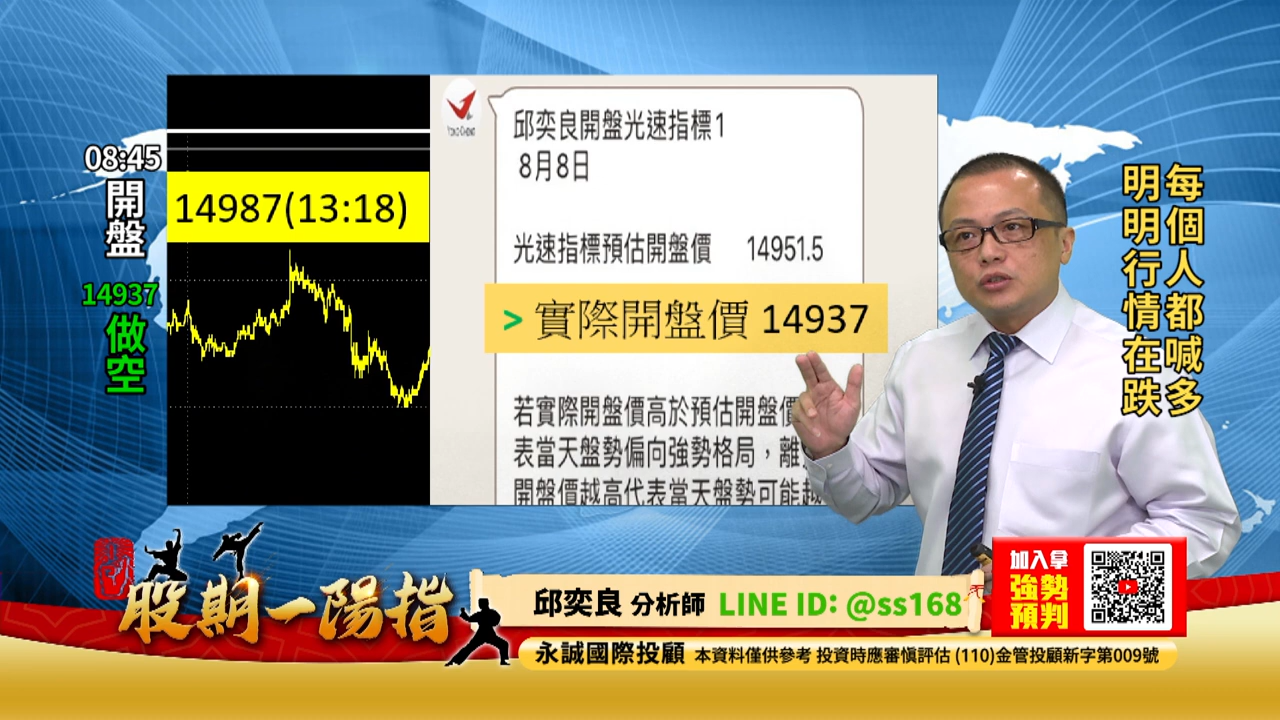 08:45
開盤
14937
做空
14987(13:18)
邱奕良開盤光速指標1
8月8日
光速指標預估開盤價 14951.5
> 實際開盤價 14937
若實際開盤價高於預估開盤價
表當天盤勢偏向強勢格局，離
開盤價越高代表當天盤勢可能越
每個人都喊多
明明行情在跌
股期一陽指
邱奕良 分析師 LINE ID: @ss168
永誠國際投顧 本資料僅供參考 投資時應審慎評估 (110)金管投顧新字第009號
加入拿
強勢
預判